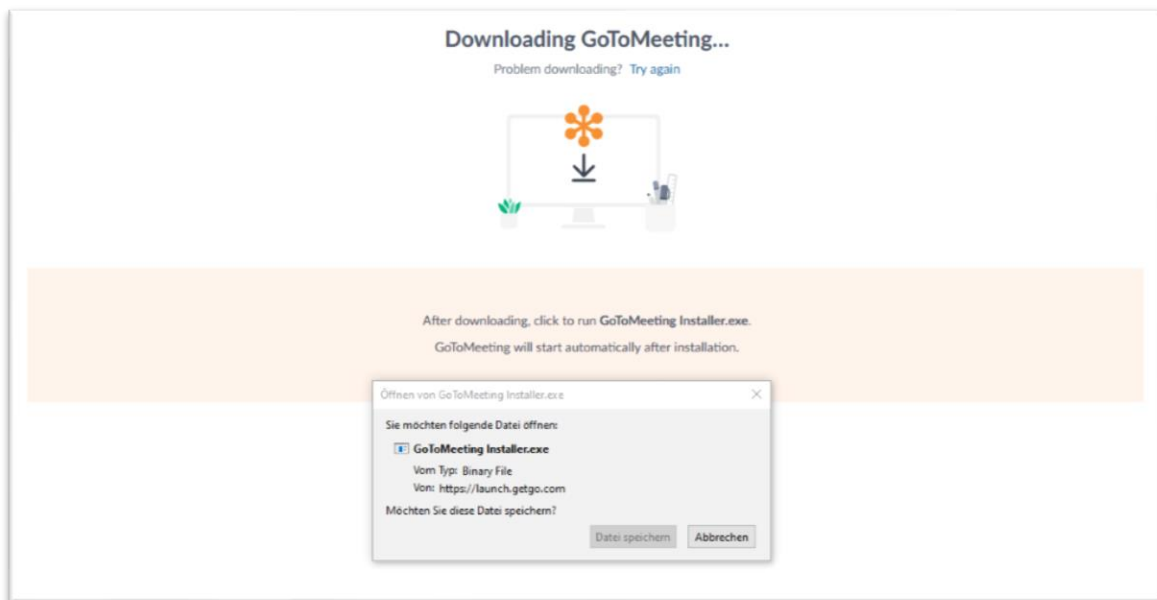 Downloading GoToMeeting...
Problem downloading? Try again
After downloading, click to run GoToMeeting Installer.exe.
GoToMeeting will start automatically after installation.
Öffnen von GoToMeeting Installer.exe
Sie möchten folgende Datei öffnen:
GoToMeeting Installer.exe
Vom Typ: Binary File
Von: https://launch.getgo.com
Möchten Sie diese Datei speichern?
Datei speichern Abbrechen